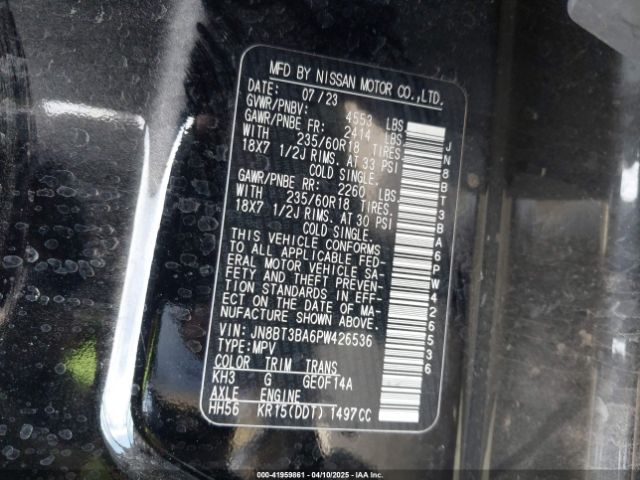 MFD BY NISSAN MOTOR CO.,LTD.
DATE: 07/23
GVWR/PNBV: 4553 LBS
GAWR/PNBE FR: 2414 LBS
WITH 235/60R18 TIRES.
18X7 1/2J RIMS. AT 33 PSI
COLD SINGLE.
GAWR/PNBE RR: 2260 LBS
WITH 235/60R18 TIRES.
18X7 1/2J RIMS. AT 30 PSI
COLD SINGLE.
THIS VEHICLE CONFORMS
TO ALL APPLICABLE FED-
ERAL MOTOR VEHICLE SA-
FETY AND THEFT PREVEN-
TION STANDARDS IN EFF-
ECT ON THE DATE OF MA-
NUFACTURE SHOWN ABOVE.
VIN: JN8BT3BA6PW426536
TYPE:MPV
COLOR TRIM TRANS
KH3 G GE0F14A
AXLE ENGINE
HH56 KR15(DDT) 1497CC
JN8BT3BA6PW426536
000-41959861 - 04/10/2025 - IAAI.COM